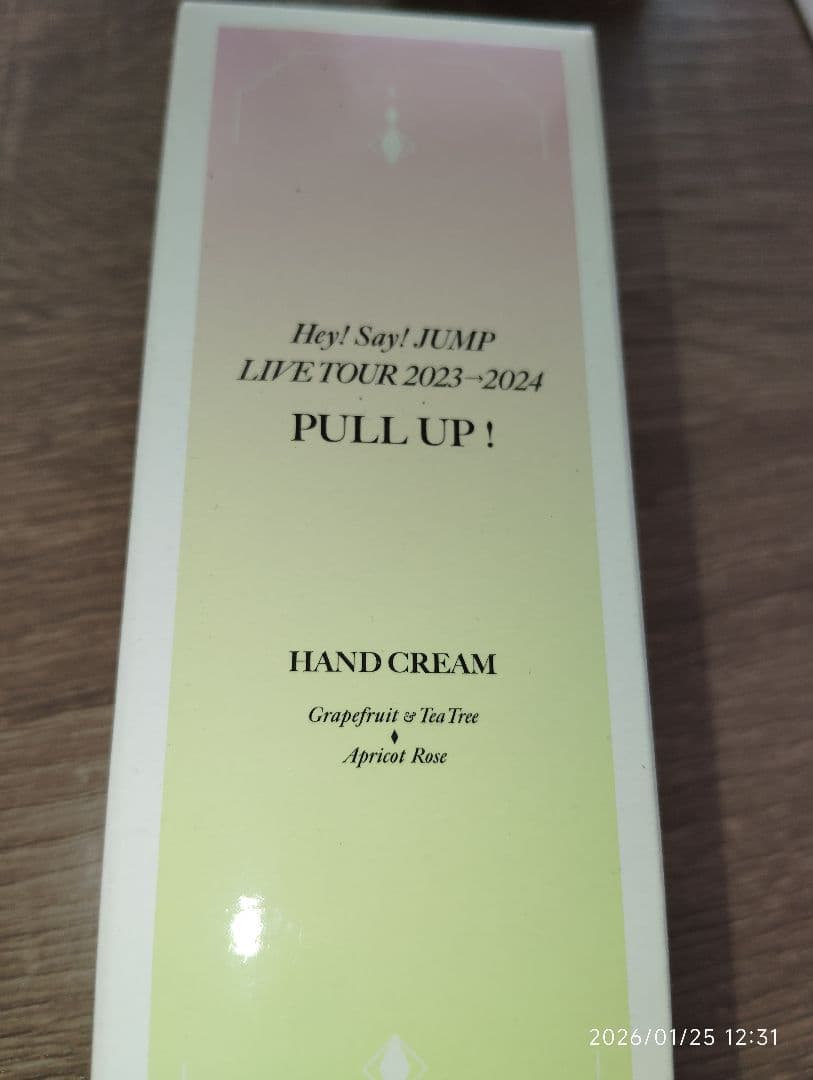 Hey! Say! JUMP
LIVE TOUR 2023→2024
PULL UP !
HAND CREAM
Grapefruit & Tea Tree
Apricot Rose
2026/01/25 12:31